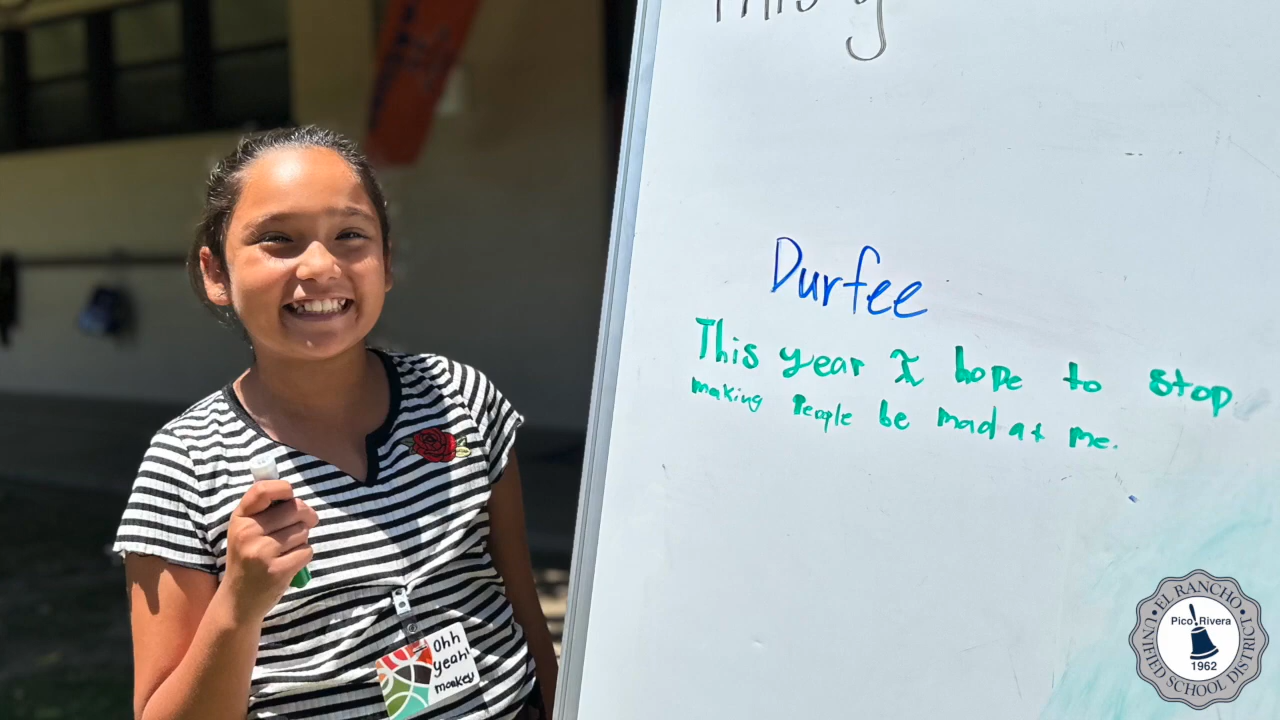 This y
Durfee
This year I hope to stop
making People be mad at me.
Ohh
yeah!
monkey
EL RANCHO
UNIFIED SCHOOL DISTRICT
Pico Rivera
1962